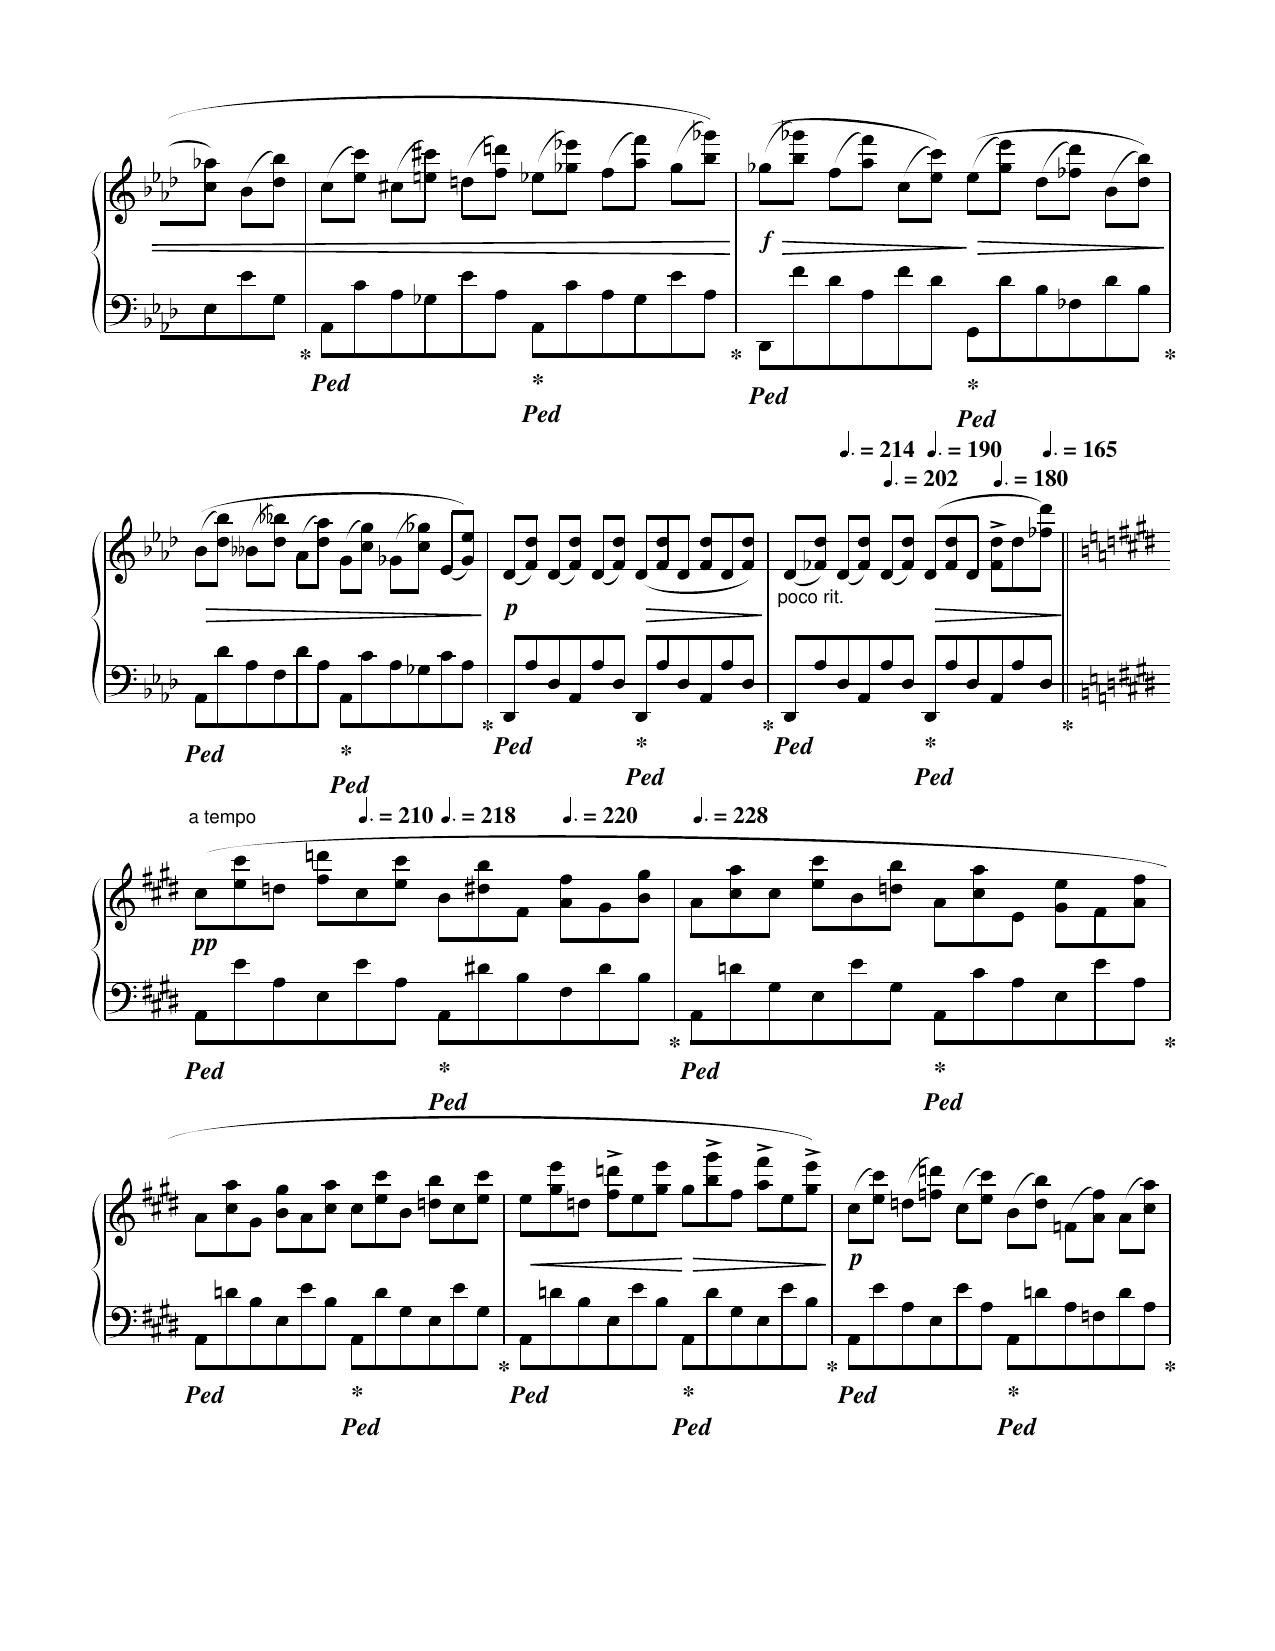 f
* * * *
Ped *
Ped Ped *
Ped
♩. = 214 ♩. = 190 ♩. = 165
♩. = 202 ♩. = 180
p poco rit.
* * *
Ped * Ped * Ped *
Ped Ped Ped
a tempo ♩. = 210 ♩. = 218 ♩. = 220 ♩. = 228
pp
* *
Ped * Ped *
Ped Ped
p
* * *
Ped * Ped * Ped *
Ped Ped Ped